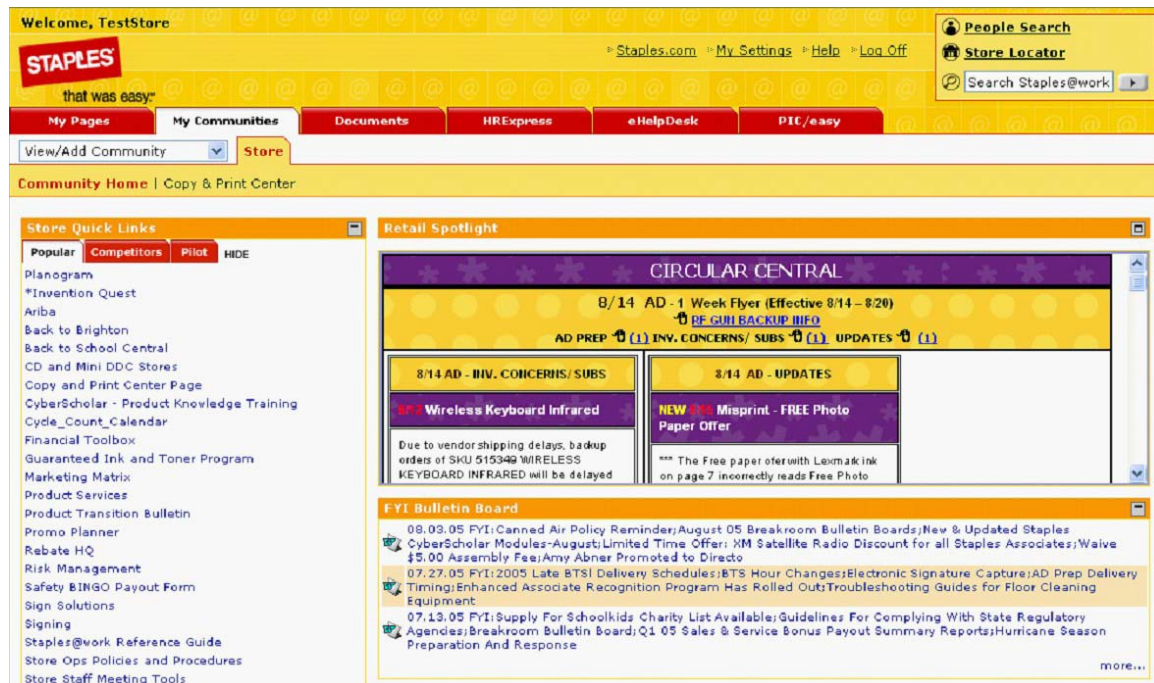 Welcome, TestStore
STAPLES
that was easy.
Staples.com My Settings Help Log Off
People Search
Store Locator
Search Staples@work
My Pages My Communities Documents HRExpress eHelpDesk PIC/easy
View/Add Community Store
Community Home | Copy & Print Center
Store Quick Links
Popular Competitors Pilot HIDE
Planogram
*Invention Quest
Ariba
Back to Brighton
Back to School Central
CD and Mini DDC Stores
Copy and Print Center Page
CyberScholar - Product Knowledge Training
Cycle_Count_Calendar
Financial Toolbox
Guaranteed Ink and Toner Program
Marketing Matrix
Product Services
Product Transition Bulletin
Promo Planner
Rebate HQ
Risk Management
Safety BINGO Payout Form
Sign Solutions
Signing
Staples@work Reference Guide
Store Ops Policies and Procedures
Store Staff Meeting Tools
Retail Spotlight
CIRCULAR CENTRAL
8/14 AD - 1 Week Flyer (Effective 8/14 – 8/20)
RF GUN BACKUP INFO
AD PREP (1) INV. CONCERNS/ SUBS (1) UPDATES (1)
8/14 AD - INV. CONCERNS/ SUBS
Wireless Keyboard Infrared
Due to vendor shipping delays, backup
orders of SKU 515349 WIRELESS
KEYBOARD INFRARED will be delayed
8/14 AD - UPDATES
NEW Misprint - FREE Photo
Paper Offer
*** The Free paper ofer with Lexmark ink
on page 7 incorrectly reads Free Photo
FYI Bulletin Board
08.03.05 FYI:Canned Air Policy Reminder;August 05 Breakroom Bulletin Boards;New & Updated Staples
CyberScholar Modules-August;Limited Time Offer: XM Satellite Radio Discount for all Staples Associates;Waive
$5.00 Assembly Fee;Amy Abner Promoted to Directo
07.27.05 FYI:2005 Late BTSl Delivery Schedules;BTS Hour Changes;Electronic Signature Capture;AD Prep Delivery
Timing;Enhanced Associate Recognition Program Has Rolled Out;Troubleshooting Guides for Floor Cleaning
Equipment
07.13.05 FYI:Supply For Schoolkids Charity List Available;Guidelines For Complying With State Regulatory
Agencies;Breakroom Bulletin Board;Q1 05 Sales & Service Bonus Payout Summary Reports;Hurricane Season
Preparation And Response
more...